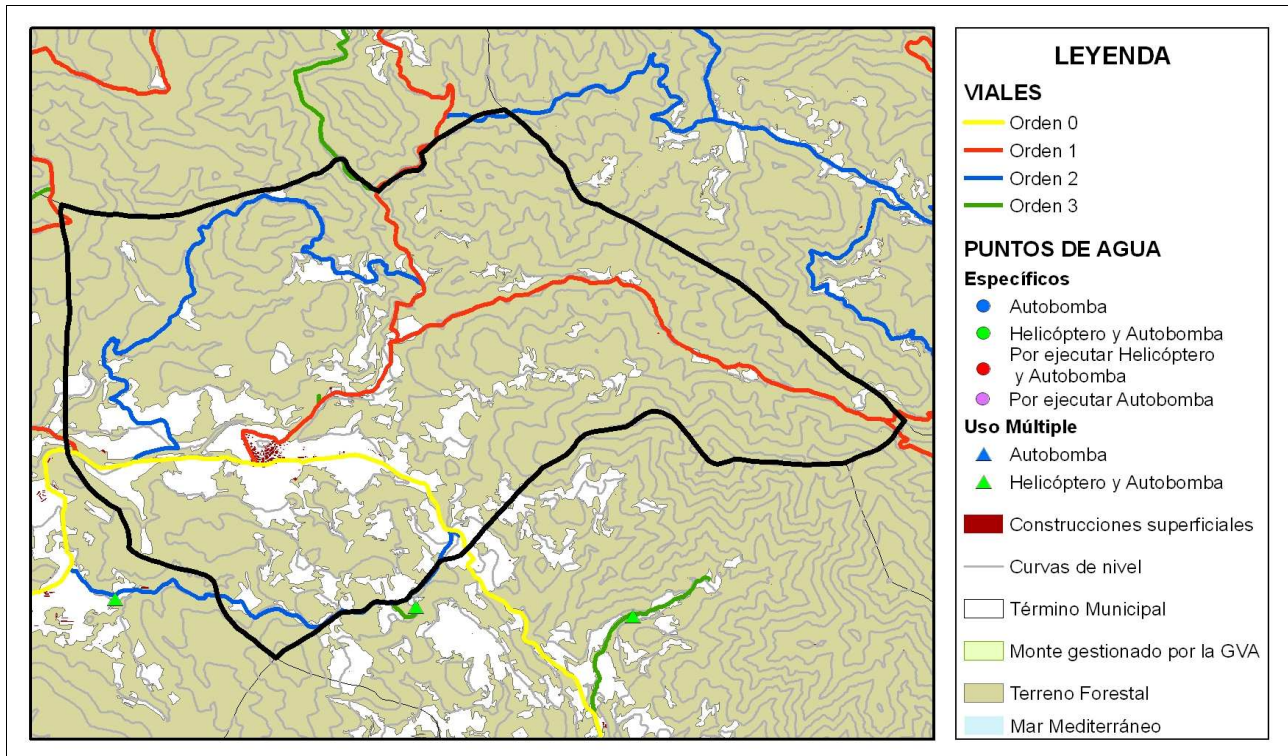 LEYENDA
VIALES
Orden 0
Orden 1
Orden 2
Orden 3
PUNTOS DE AGUA
Específicos
Autobomba
Helicóptero y Autobomba
Por ejecutar Helicóptero
y Autobomba
Por ejecutar Autobomba
Uso Múltiple
Autobomba
Helicóptero y Autobomba
Construcciones superficiales
Curvas de nivel
Término Municipal
Monte gestionado por la GVA
Terreno Forestal
Mar Mediterráneo